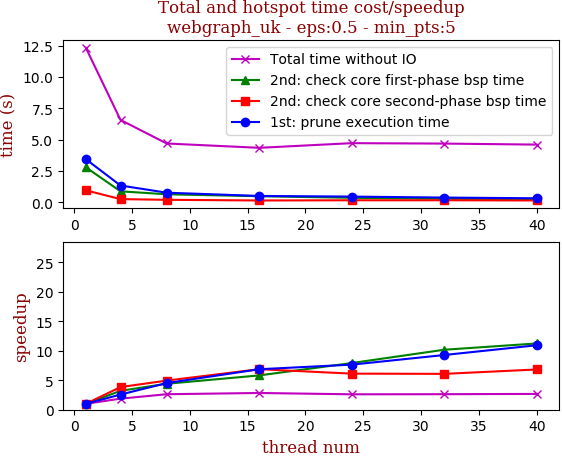 Total and hotspot time cost/speedup
webgraph_uk - eps:0.5 - min_pts:5
time (s)
12.5
10.0
7.5
5.0
2.5
0.0
Total time without IO
2nd: check core first-phase bsp time
2nd: check core second-phase bsp time
1st: prune execution time
0 5 10 15 20 25 30 35 40
speedup
25
20
15
10
5
0
0 5 10 15 20 25 30 35 40
thread num